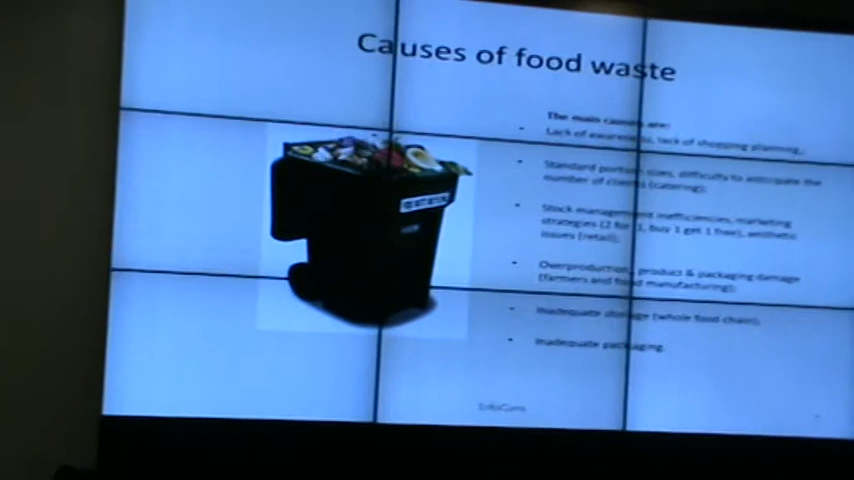 Causes of food waste
The main causes are:
• Lack of awareness, lack of shopping planning,
• Standard portion sizes, difficulty to anticipate the
number of clients (catering);
• Stock management inefficiencies, marketing
strategies (2 for 1, buy 1 get 1 free), aesthetic
issues (retail);
• Overproduction, product & packaging damage
(farmers and food manufacturing);
• Inadequate storage (whole food chain);
• Inadequate packaging.